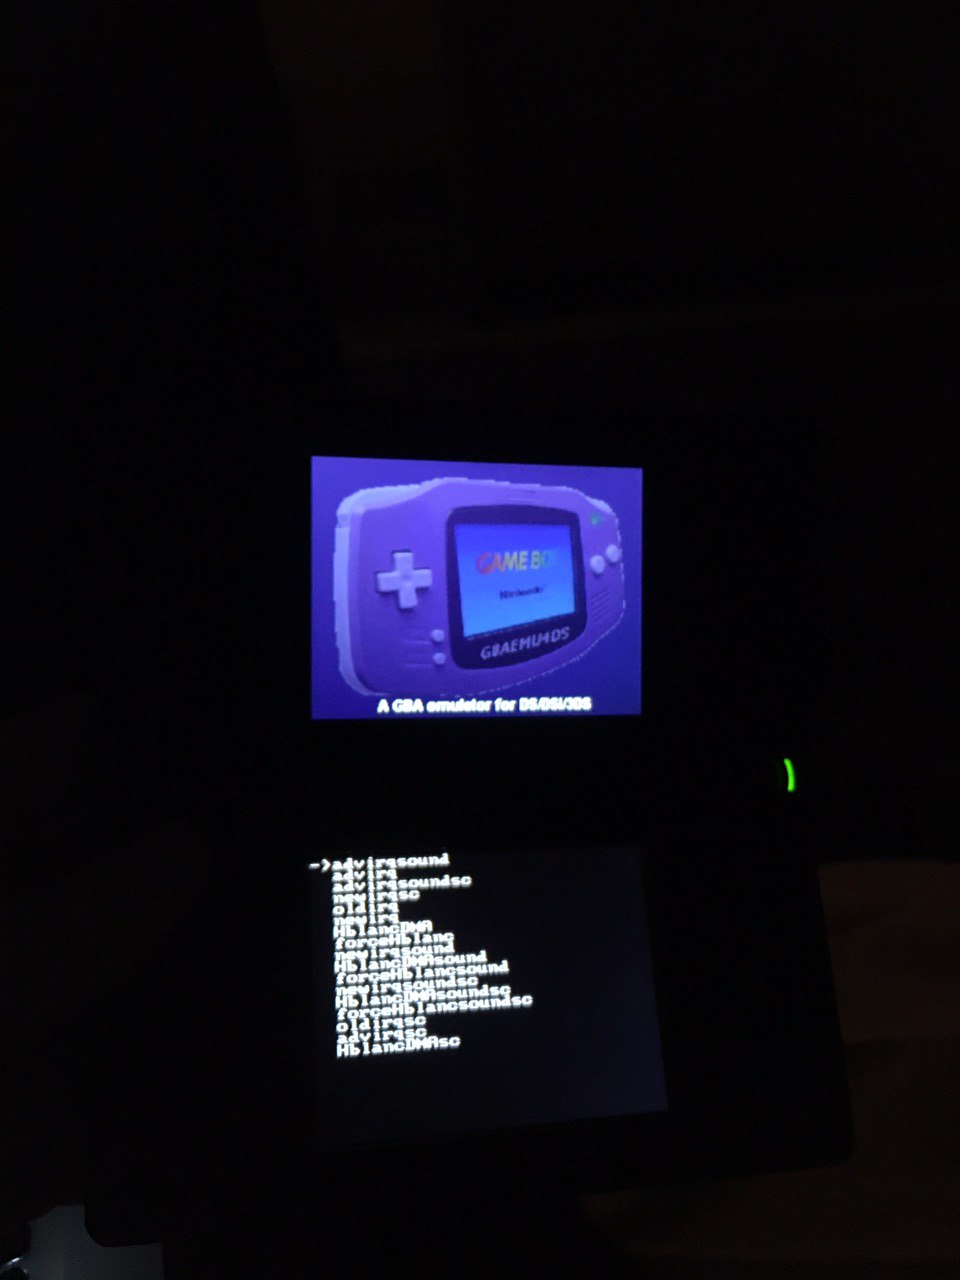 GAME BOY
Nintendo
GBAEMU4DS
A GBA emulator for DS/DSI/3DS
->advirqsound
advirq
advirqsoundsc
newirqsc
oldirq
newirq
HblancDMA
forceHblanc
newirqsound
HblancDMAsound
forceHblancsound
newirqsoundsc
HblancDMAsoundsc
forceHblancsoundsc
oldirqsc
advirqsc
HblancDMAsc